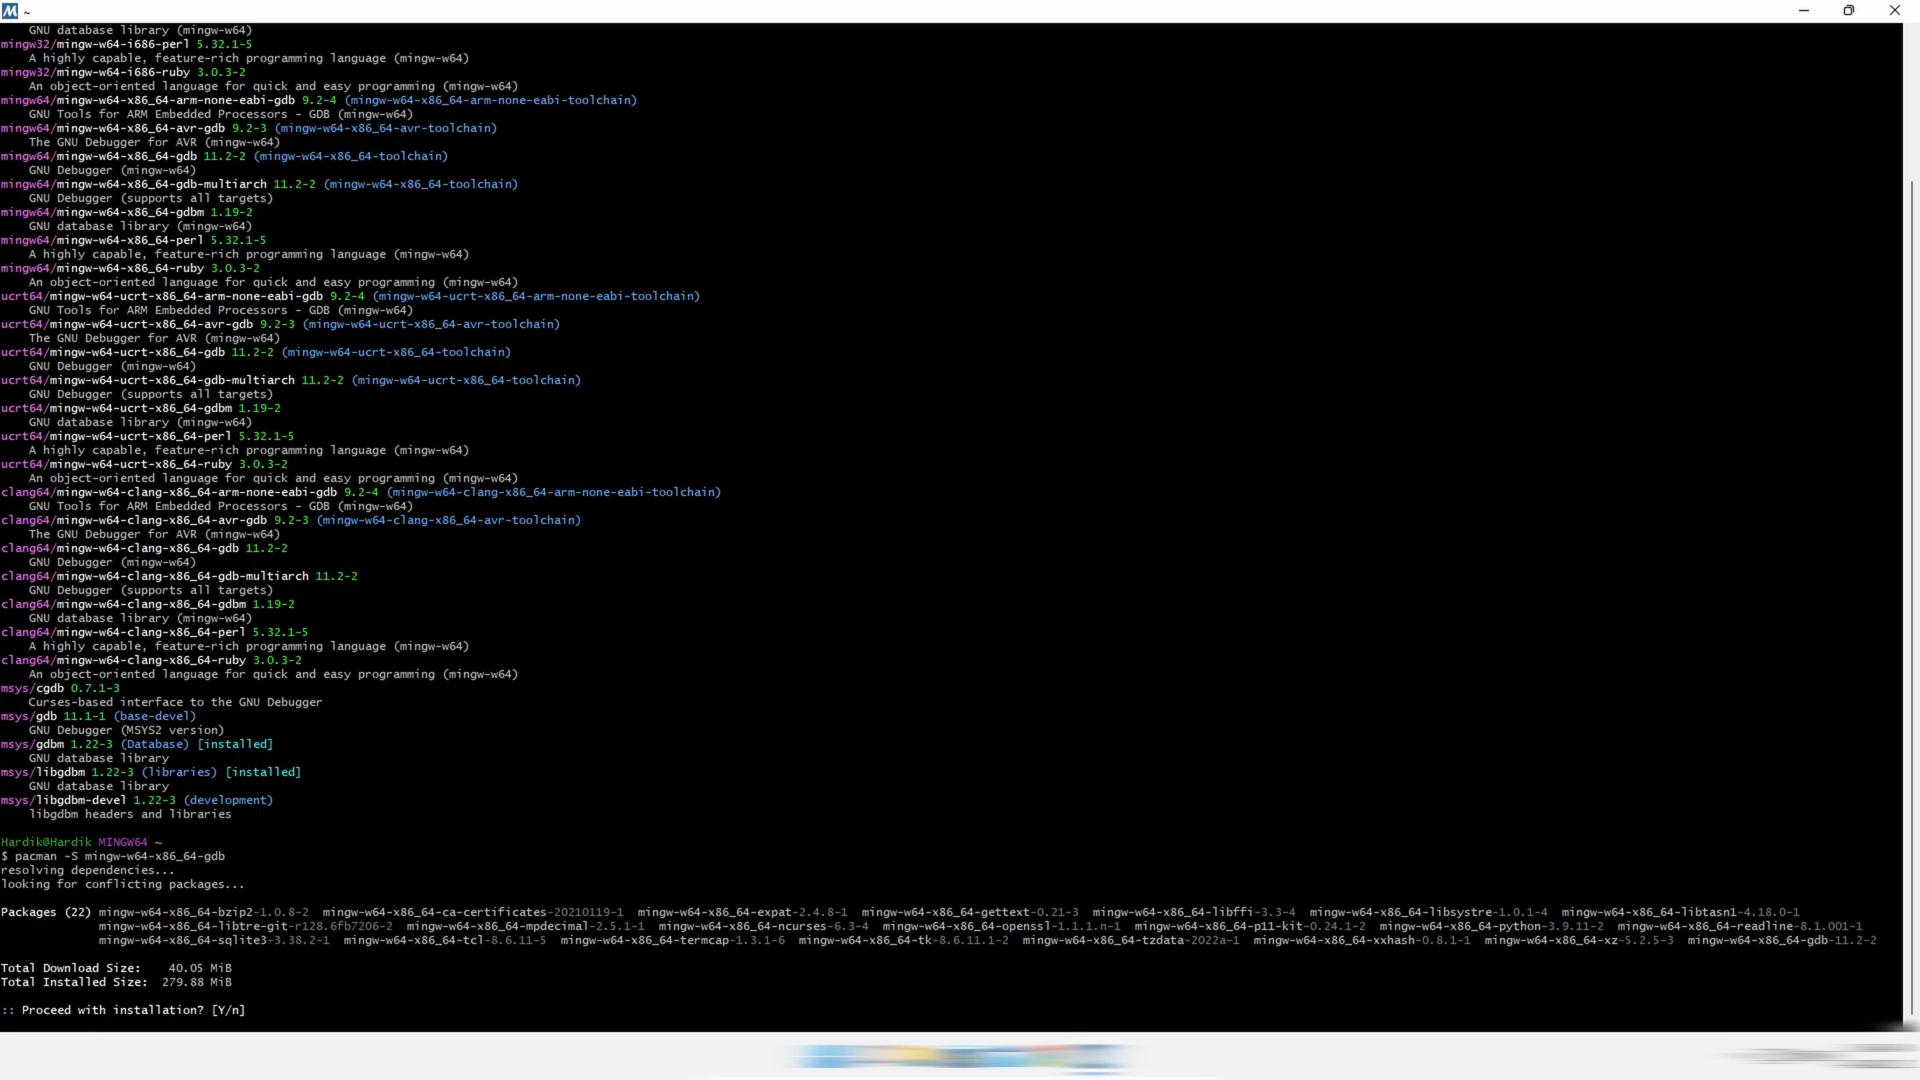 ~
GNU database library (mingw-w64)
mingw32/mingw-w64-i686-perl 5.32.1-5
A highly capable, feature-rich programming language (mingw-w64)
mingw32/mingw-w64-i686-ruby 3.0.3-2
An object-oriented language for quick and easy programming (mingw-w64)
mingw64/mingw-w64-x86_64-arm-none-eabi-gdb 9.2-4 (mingw-w64-x86_64-arm-none-eabi-toolchain)
GNU Tools for ARM Embedded Processors - GDB (mingw-w64)
mingw64/mingw-w64-x86_64-avr-gdb 9.2-3 (mingw-w64-x86_64-avr-toolchain)
The GNU Debugger for AVR (mingw-w64)
mingw64/mingw-w64-x86_64-gdb 11.2-2 (mingw-w64-x86_64-toolchain)
GNU Debugger (mingw-w64)
mingw64/mingw-w64-x86_64-gdb-multiarch 11.2-2 (mingw-w64-x86_64-toolchain)
GNU Debugger (supports all targets)
mingw64/mingw-w64-x86_64-gdbm 1.19-2
GNU database library (mingw-w64)
mingw64/mingw-w64-x86_64-perl 5.32.1-5
A highly capable, feature-rich programming language (mingw-w64)
mingw64/mingw-w64-x86_64-ruby 3.0.3-2
An object-oriented language for quick and easy programming (mingw-w64)
ucrt64/mingw-w64-ucrt-x86_64-arm-none-eabi-gdb 9.2-4 (mingw-w64-ucrt-x86_64-arm-none-eabi-toolchain)
GNU Tools for ARM Embedded Processors - GDB (mingw-w64)
ucrt64/mingw-w64-ucrt-x86_64-avr-gdb 9.2-3 (mingw-w64-ucrt-x86_64-avr-toolchain)
The GNU Debugger for AVR (mingw-w64)
ucrt64/mingw-w64-ucrt-x86_64-gdb 11.2-2 (mingw-w64-ucrt-x86_64-toolchain)
GNU Debugger (mingw-w64)
ucrt64/mingw-w64-ucrt-x86_64-gdb-multiarch 11.2-2 (mingw-w64-ucrt-x86_64-toolchain)
GNU Debugger (supports all targets)
ucrt64/mingw-w64-ucrt-x86_64-gdbm 1.19-2
GNU database library (mingw-w64)
ucrt64/mingw-w64-ucrt-x86_64-perl 5.32.1-5
A highly capable, feature-rich programming language (mingw-w64)
ucrt64/mingw-w64-ucrt-x86_64-ruby 3.0.3-2
An object-oriented language for quick and easy programming (mingw-w64)
clang64/mingw-w64-clang-x86_64-arm-none-eabi-gdb 9.2-4 (mingw-w64-clang-x86_64-arm-none-eabi-toolchain)
GNU Tools for ARM Embedded Processors - GDB (mingw-w64)
clang64/mingw-w64-clang-x86_64-avr-gdb 9.2-3 (mingw-w64-clang-x86_64-avr-toolchain)
The GNU Debugger for AVR (mingw-w64)
clang64/mingw-w64-clang-x86_64-gdb 11.2-2
GNU Debugger (mingw-w64)
clang64/mingw-w64-clang-x86_64-gdb-multiarch 11.2-2
GNU Debugger (supports all targets)
clang64/mingw-w64-clang-x86_64-gdbm 1.19-2
GNU database library (mingw-w64)
clang64/mingw-w64-clang-x86_64-perl 5.32.1-5
A highly capable, feature-rich programming language (mingw-w64)
clang64/mingw-w64-clang-x86_64-ruby 3.0.3-2
An object-oriented language for quick and easy programming (mingw-w64)
msys/cgdb 0.7.1-3
Curses-based interface to the GNU Debugger
msys/gdb 11.1-1 (base-devel)
GNU Debugger (MSYS2 version)
msys/gdbm 1.22-3 (Database) [installed]
GNU database library
msys/libgdbm 1.22-3 (libraries) [installed]
GNU database library
msys/libgdbm-devel 1.22-3 (development)
libgdbm headers and libraries
Hardik@Hardik MINGW64 ~
$ pacman -S mingw-w64-x86_64-gdb
resolving dependencies...
looking for conflicting packages...
Packages (22) mingw-w64-x86_64-bzip2-1.0.8-2 mingw-w64-x86_64-ca-certificates-20210119-1 mingw-w64-x86_64-expat-2.4.8-1 mingw-w64-x86_64-gettext-0.21-3 mingw-w64-x86_64-libffi-3.3-4 mingw-w64-x86_64-libsystre-1.0.1-4 mingw-w64-x86_64-libtasn1-4.18.0-1
mingw-w64-x86_64-libtre-git-r128.6fb7206-2 mingw-w64-x86_64-mpdecimal-2.5.1-1 mingw-w64-x86_64-ncurses-6.3-4 mingw-w64-x86_64-openssl-1.1.1.n-1 mingw-w64-x86_64-p11-kit-0.24.1-2 mingw-w64-x86_64-python-3.9.11-2 mingw-w64-x86_64-readline-8.1.001-1
mingw-w64-x86_64-sqlite3-3.38.2-1 mingw-w64-x86_64-tcl-8.6.11-5 mingw-w64-x86_64-termcap-1.3.1-6 mingw-w64-x86_64-tk-8.6.11.1-2 mingw-w64-x86_64-tzdata-2022a-1 mingw-w64-x86_64-xxhash-0.8.1-1 mingw-w64-x86_64-xz-5.2.5-3 mingw-w64-x86_64-gdb-11.2-2
Total Download Size: 40.05 MiB
Total Installed Size: 279.88 MiB
:: Proceed with installation? [Y/n]